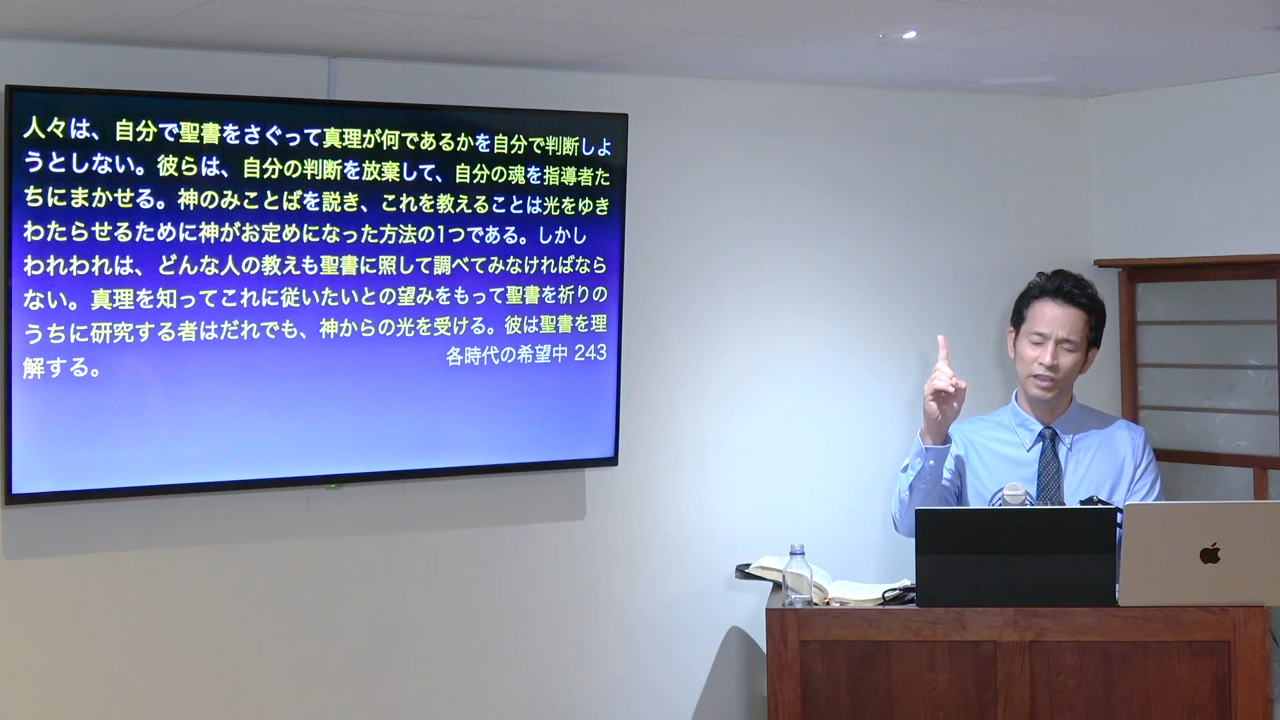 人々は、自分で聖書をさぐって真理が何であるかを自分で判断しよ
うとしない。彼らは、自分の判断を放棄して、自分の魂を指導者た
ちにまかせる。神のみことばを説き、これを教えることは光をゆき
わたらせるために神がお定めになった方法の1つである。しかし
われわれは、どんな人の教えも聖書に照して調べてみなければなら
ない。真理を知ってこれに従いたいとの望みをもって聖書を祈りの
うちに研究する者はだれでも、神からの光を受ける。彼は聖書を理
解する。
各時代の希望中 243